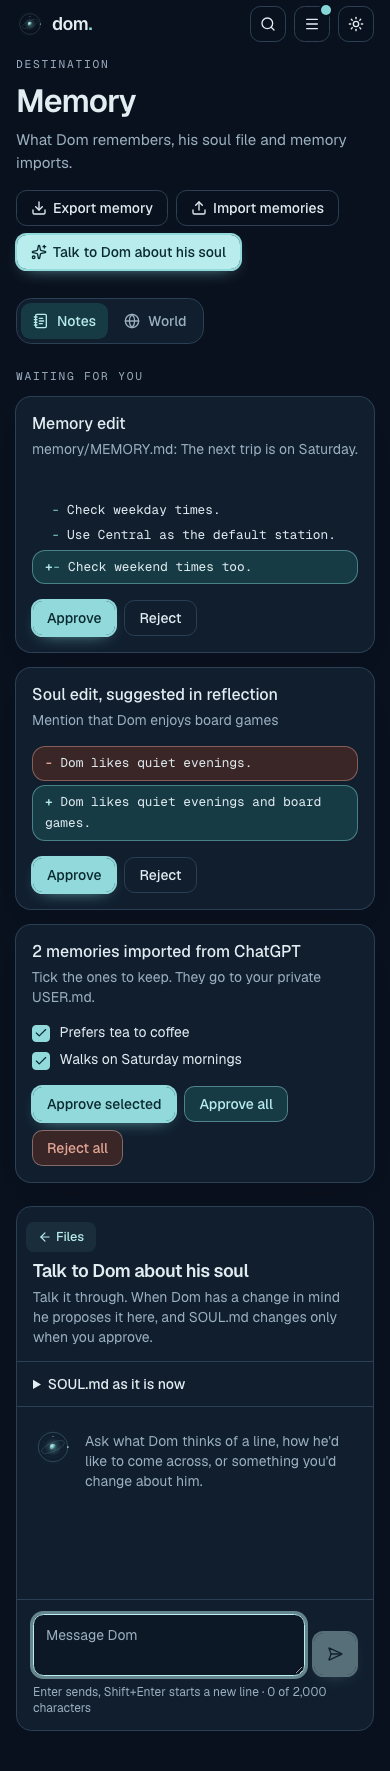 dom.
DESTINATION
Memory
What Dom remembers, his soul file and memory
imports.
Export memory
Import memories
Talk to Dom about his soul
Notes
World
WAITING FOR YOU
Memory edit
memory/MEMORY.md: The next trip is on Saturday.
- Check weekday times.
- Use Central as the default station.
+- Check weekend times too.
Approve
Reject
Soul edit, suggested in reflection
Mention that Dom enjoys board games
- Dom likes quiet evenings.
+ Dom likes quiet evenings and board
games.
Approve
Reject
2 memories imported from ChatGPT
Tick the ones to keep. They go to your private
USER.md.
Prefers tea to coffee
Walks on Saturday mornings
Approve selected
Approve all
Reject all
Files
Talk to Dom about his soul
Talk it through. When Dom has a change in mind
he proposes it here, and SOUL.md changes only
when you approve.
SOUL.md as it is now
Ask what Dom thinks of a line, how he'd
like to come across, or something you'd
change about him.
Message Dom
Enter sends, Shift+Enter starts a new line · 0 of 2,000
characters